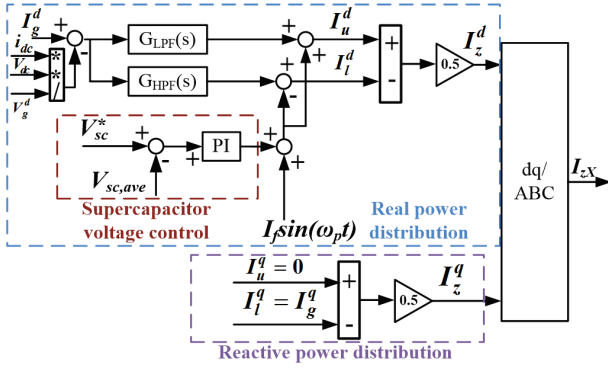 I_g^d
i_dc
V_dc
V_g^d
+
-
*
*
/
G_LPF(s)
G_HPF(s)
+
+
I_u^d
+
-
I_l^d
+
-
0.5
I_z^d
V_sc^*
+
-
V_sc,ave
PI
+
+
Supercapacitor
voltage control
I_f sin(ω_p t)
Real power
distribution
dq/
ABC
I_zX
I_u^q = 0
I_l^q = I_g^q
+
-
0.5
I_z^q
Reactive power distribution